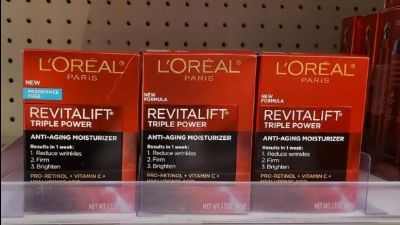 L'ORÉAL
PARIS
NEW
FRAGRANCE
FREE
REVITALIFT®
TRIPLE POWER
ANTI-AGING MOISTURIZER
Results in 1 week:
1. Reduce wrinkles
2. Firm
3. Brighten
PRO-RETINOL + VITAMIN C +
L'ORÉAL
PARIS
NEW
FORMULA
REVITALIFT®
TRIPLE POWER
ANTI-AGING MOISTURIZER
Results in 1 week:
1. Reduce wrinkles
2. Firm
3. Brighten
PRO-RETINOL + VITAMIN C +
L'ORÉAL
PARIS
NEW
FORMULA
REVITALIFT®
TRIPLE POWER
ANTI-AGING MOISTURIZER
Results in 1 week:
1. Reduce wrinkles
2. Firm
3. Brighten
PRO-RETINOL + VITAMIN C +